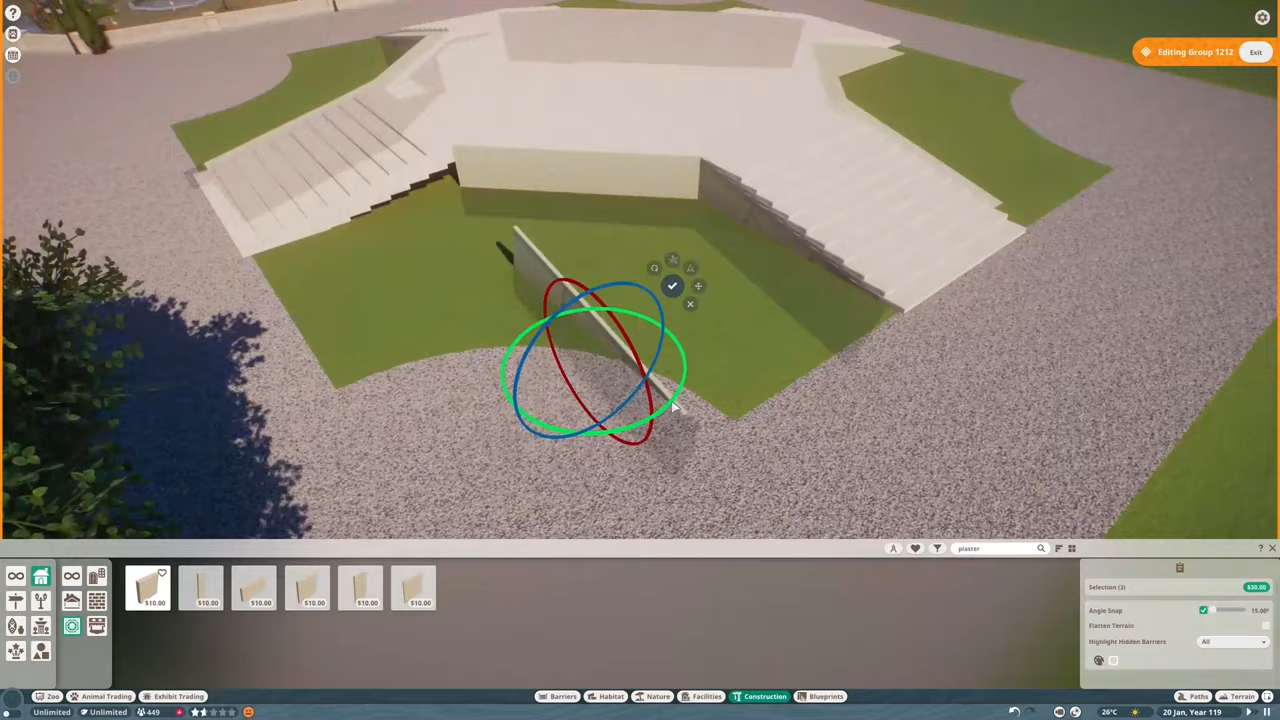 ?
Editing Group 1212
Exit
plaster
?
$10.00
$10.00
$10.00
$10.00
$10.00
$10.00
Selection (3)
$30.00
Angle Snap
15.00°
Flatten Terrain
Highlight Hidden Barriers
All
Zoo
Animal Trading
Exhibit Trading
Barriers
Habitat
Nature
Facilities
Construction
Blueprints
Paths
Terrain
Unlimited
Unlimited
449
26°C
20 Jan, Year 119